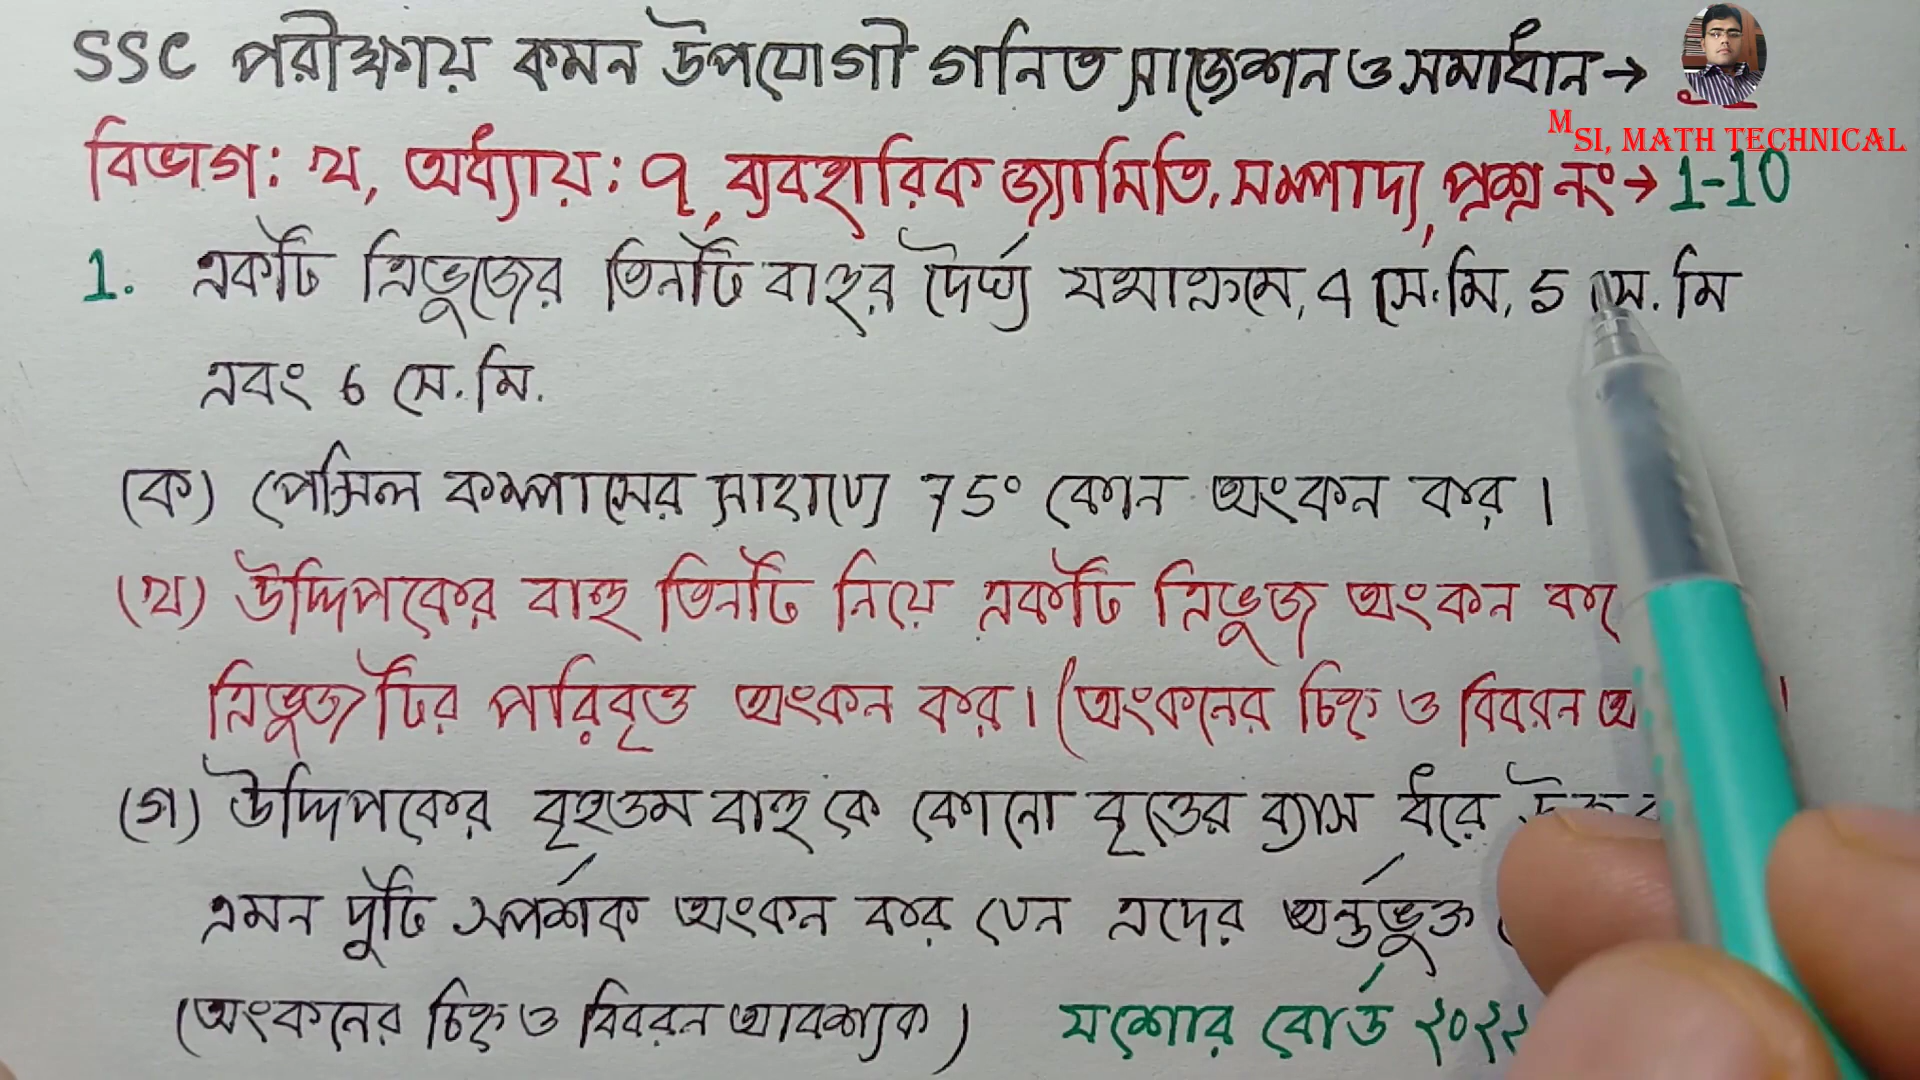 SSC পরীক্ষায় কমন উপযোগী গনিত সাজেশন ও সমাধান →
MSI, MATH TECHNICAL
বিভাগ: খ, অধ্যায়: ৭, ব্যবহারিক জ্যামিতি, সম্পাদ্য, প্রশ্ন নং → 1-10
1. একটি ত্রিভুজের তিনটি বাহুর দৈর্ঘ্য যথাক্রমে, 4 সে.মি, 5 সে. মি
এবং 6 সে.মি.
(ক) পেন্সিল কম্পাসের সাহায্যে 75° কোন অংকন কর।
(খ) উদ্দিপকের বাহু তিনটি নিয়ে একটি ত্রিভুজ অংকন করে
ত্রিভুজটির পরিবৃত্ত অংকন কর। (অংকনের চিহ্ন ও বিবরন
(গ) উদ্দিপকের বৃহত্তম বাহুকে কোনো বৃত্তের ব্যাস ধরে
এমন দুটি স্পর্শক অংকন কর যেন এদের অন্তর্ভুক্ত
(অংকনের চিহ্ন ও বিবরন আবশ্যক) যশোর বোর্ড ২০২২